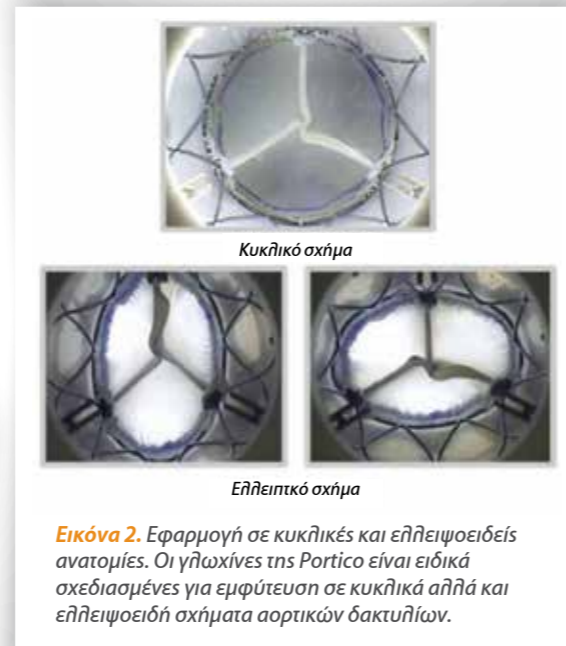 Κυκλικό σχήμα
Ελλειπτκό σχήμα
Εικόνα 2. Εφαρμογή σε κυκλικές και ελλειψοειδείς
ανατομίες. Οι γλωχίνες της Portico είναι ειδικά
σχεδιασμένες για εμφύτευση σε κυκλικά αλλά και
ελλειψοειδή σχήματα αορτικών δακτυλίων.